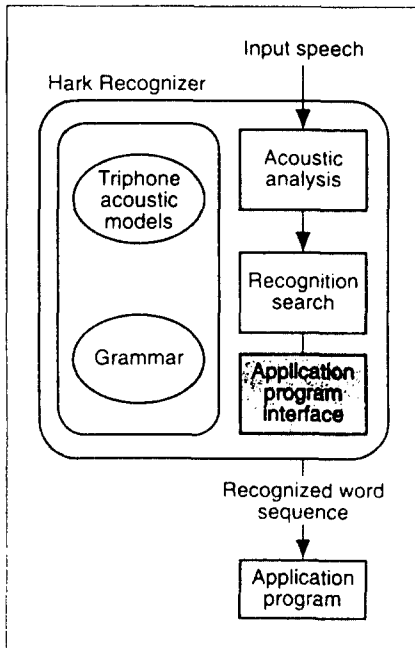 Input speech
Hark Recognizer
Triphone
acoustic
models
Grammar
Acoustic
analysis
Recognition
search
Application
program
interface
Recognized word
sequence
Application
program